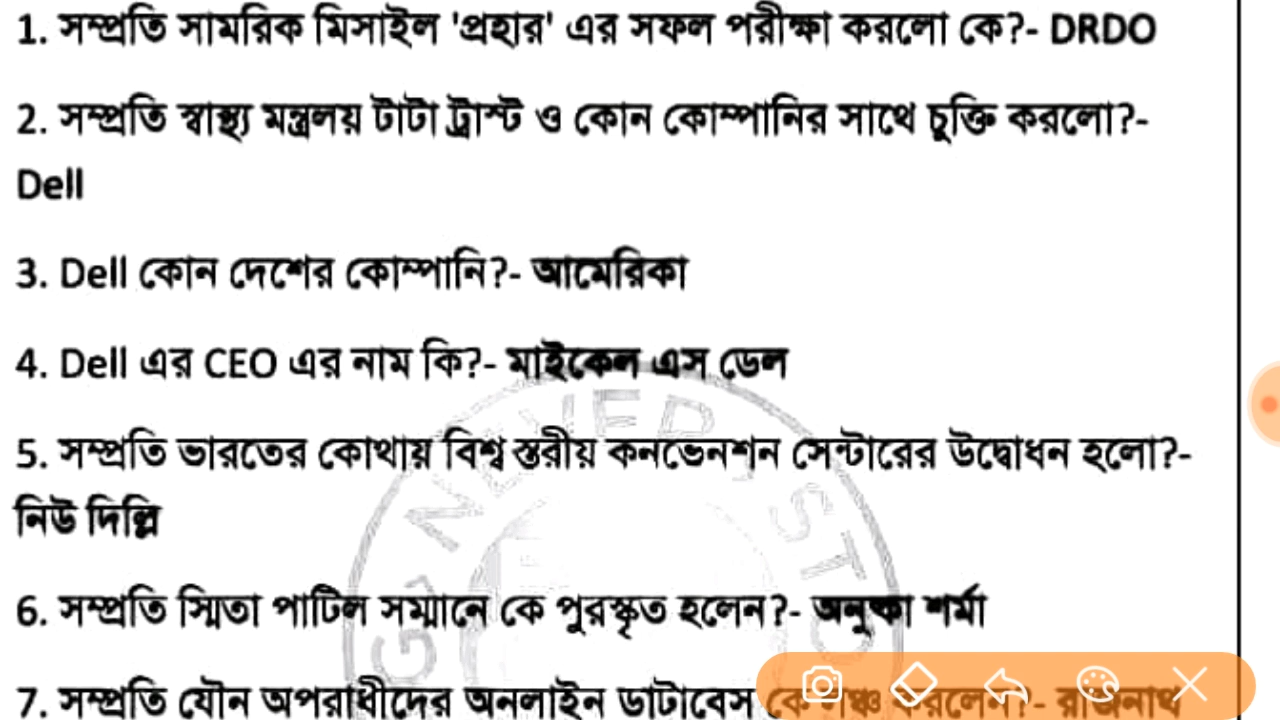 1. সম্প্রতি সামরিক মিসাইল 'প্রহার' এর সফল পরীক্ষা করলো কে?- DRDO
2. সম্প্রতি স্বাস্থ্য মন্ত্রলয় টাটা ট্রাস্ট ও কোন কোম্পানির সাথে চুক্তি করলো?-
Dell
3. Dell কোন দেশের কোম্পানি?- আমেরিকা
4. Dell এর CEO এর নাম কি?- মাইকেল এস ডেল
5. সম্প্রতি ভারতের কোথায় বিশ্ব স্তরীয় কনভেনশন সেন্টারের উদ্বোধন হলো?-
নিউ দিল্লি
6. সম্প্রতি স্মিতা পাটিল সম্মানে কে পুরস্কৃত হলেন?- অনুষ্কা শর্মা
7. সম্প্রতি যৌন অপরাধীদের অনলাইন ডাটাবেস কে করলেন?- রাজনাথ